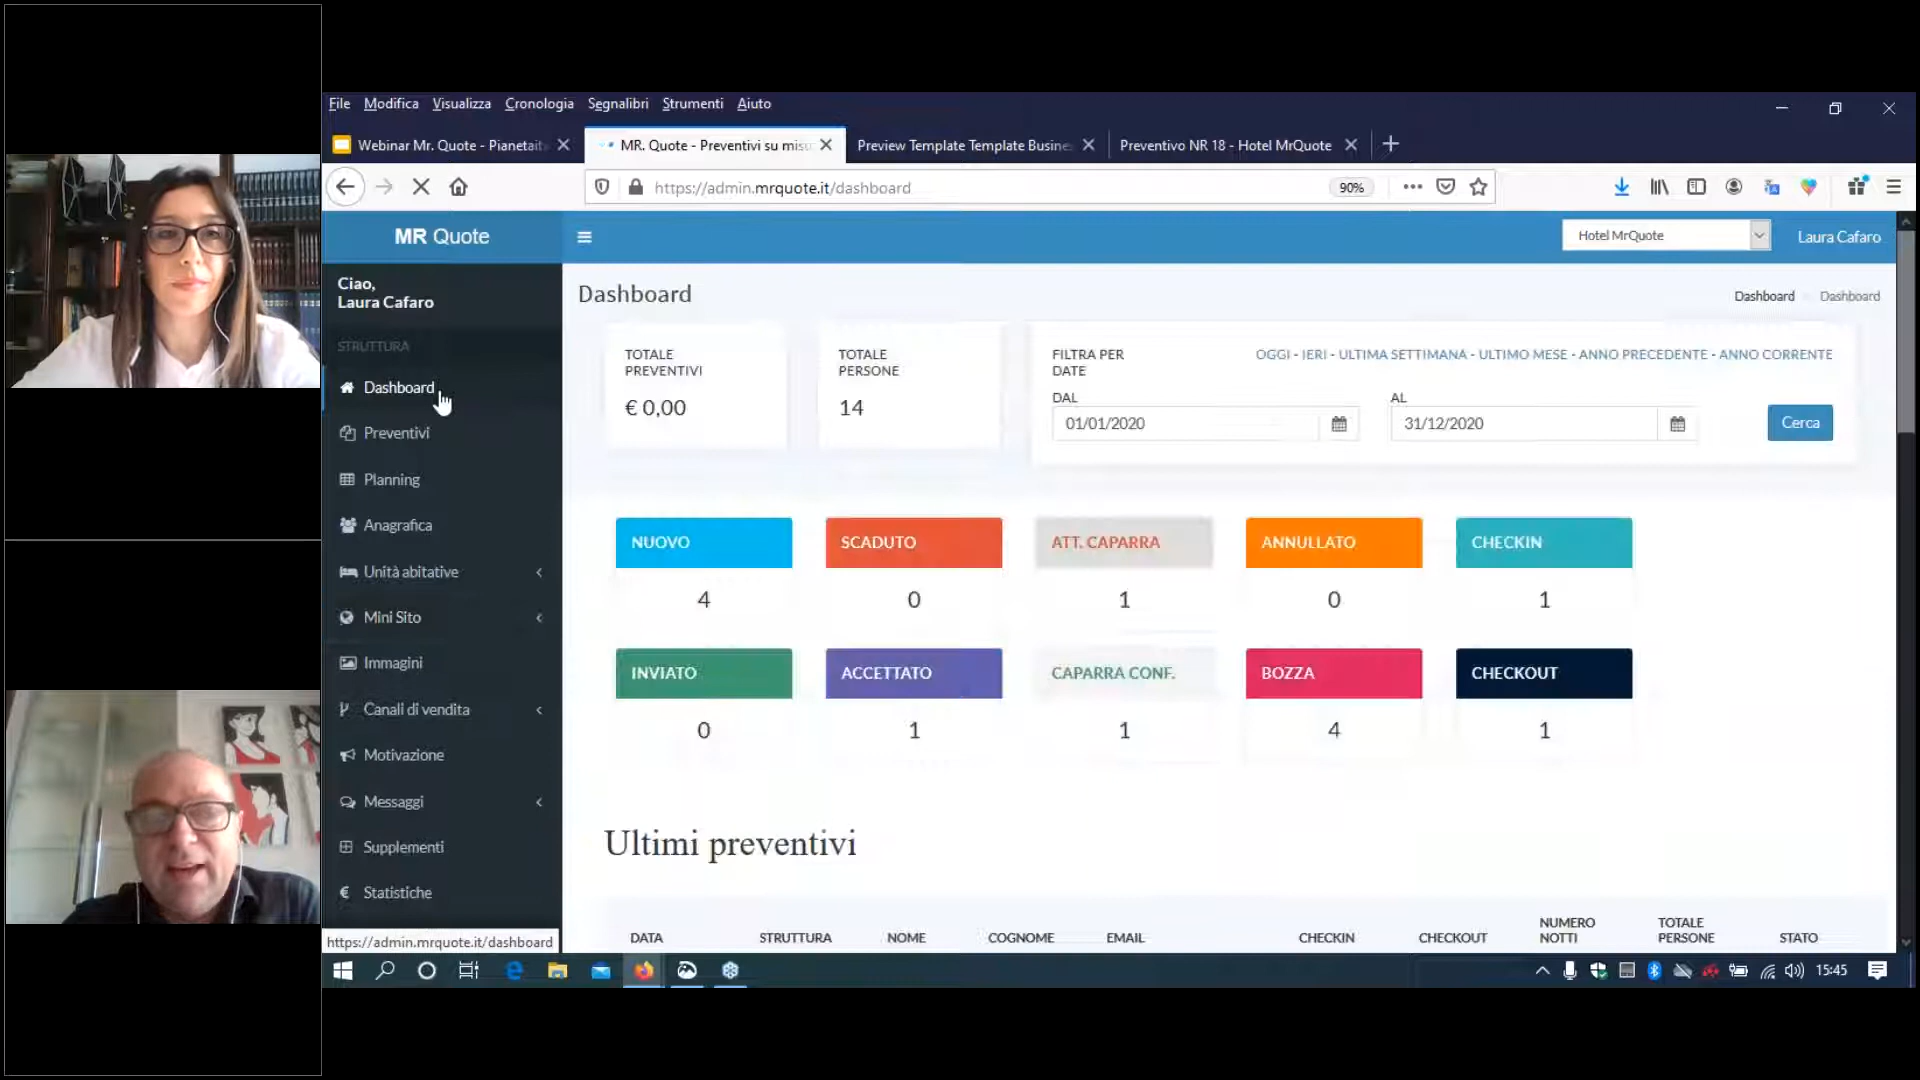 File Modifica Visualizza Cronologia Segnalibri Strumenti Aiuto
Webinar Mr. Quote - Pianetait
MR. Quote - Preventivi su misu
Preview Template Template Busine
Preventivo NR 18 - Hotel MrQuote
https://admin.mrquote.it/dashboard
90%
MR Quote
Hotel MrQuote
Laura Cafaro
Ciao,
Laura Cafaro
STRUTTURA
Dashboard
Preventivi
Planning
Anagrafica
Unità abitative
Mini Sito
Immagini
Canali di vendita
Motivazione
Messaggi
Supplementi
Statistiche
https://admin.mrquote.it/dashboard
Dashboard
Dashboard Dashboard
TOTALE
PREVENTIVI
€ 0,00
TOTALE
PERSONE
14
FILTRA PER
DATE
OGGI - IERI - ULTIMA SETTIMANA - ULTIMO MESE - ANNO PRECEDENTE - ANNO CORRENTE
DAL
01/01/2020
AL
31/12/2020
Cerca
NUOVO
4
SCADUTO
0
ATT. CAPARRA
1
ANNULLATO
0
CHECKIN
1
INVIATO
0
ACCETTATO
1
CAPARRA CONF.
1
BOZZA
4
CHECKOUT
1
Ultimi preventivi
DATA STRUTTURA NOME COGNOME EMAIL CHECKIN CHECKOUT
NUMERO
NOTTI
TOTALE
PERSONE
STATO
15:45